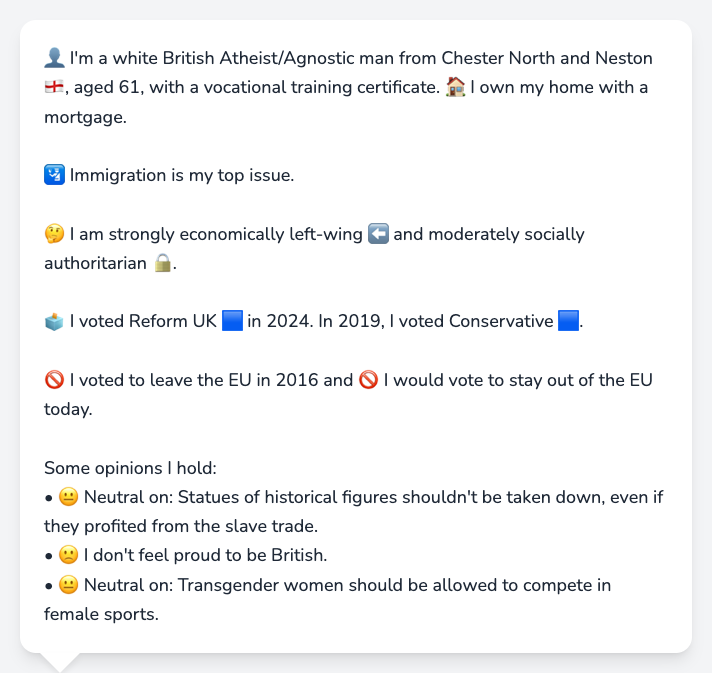 👤 I'm a white British Atheist/Agnostic man from Chester North and Neston
🏴󠁧󠁢󠁥󠁮󠁧󠁿, aged 61, with a vocational training certificate. 🏠 I own my home with a
mortgage.
🛂 Immigration is my top issue.
🤔 I am strongly economically left-wing ⬅️ and moderately socially
authoritarian 🔒.
🗳️ I voted Reform UK 🟦 in 2024. In 2019, I voted Conservative 🟦.
🚫 I voted to leave the EU in 2016 and 🚫 I would vote to stay out of the EU
today.
Some opinions I hold:
• 😐 Neutral on: Statues of historical figures shouldn't be taken down, even if
they profited from the slave trade.
• 🙁 I don't feel proud to be British.
• 😐 Neutral on: Transgender women should be allowed to compete in
female sports.